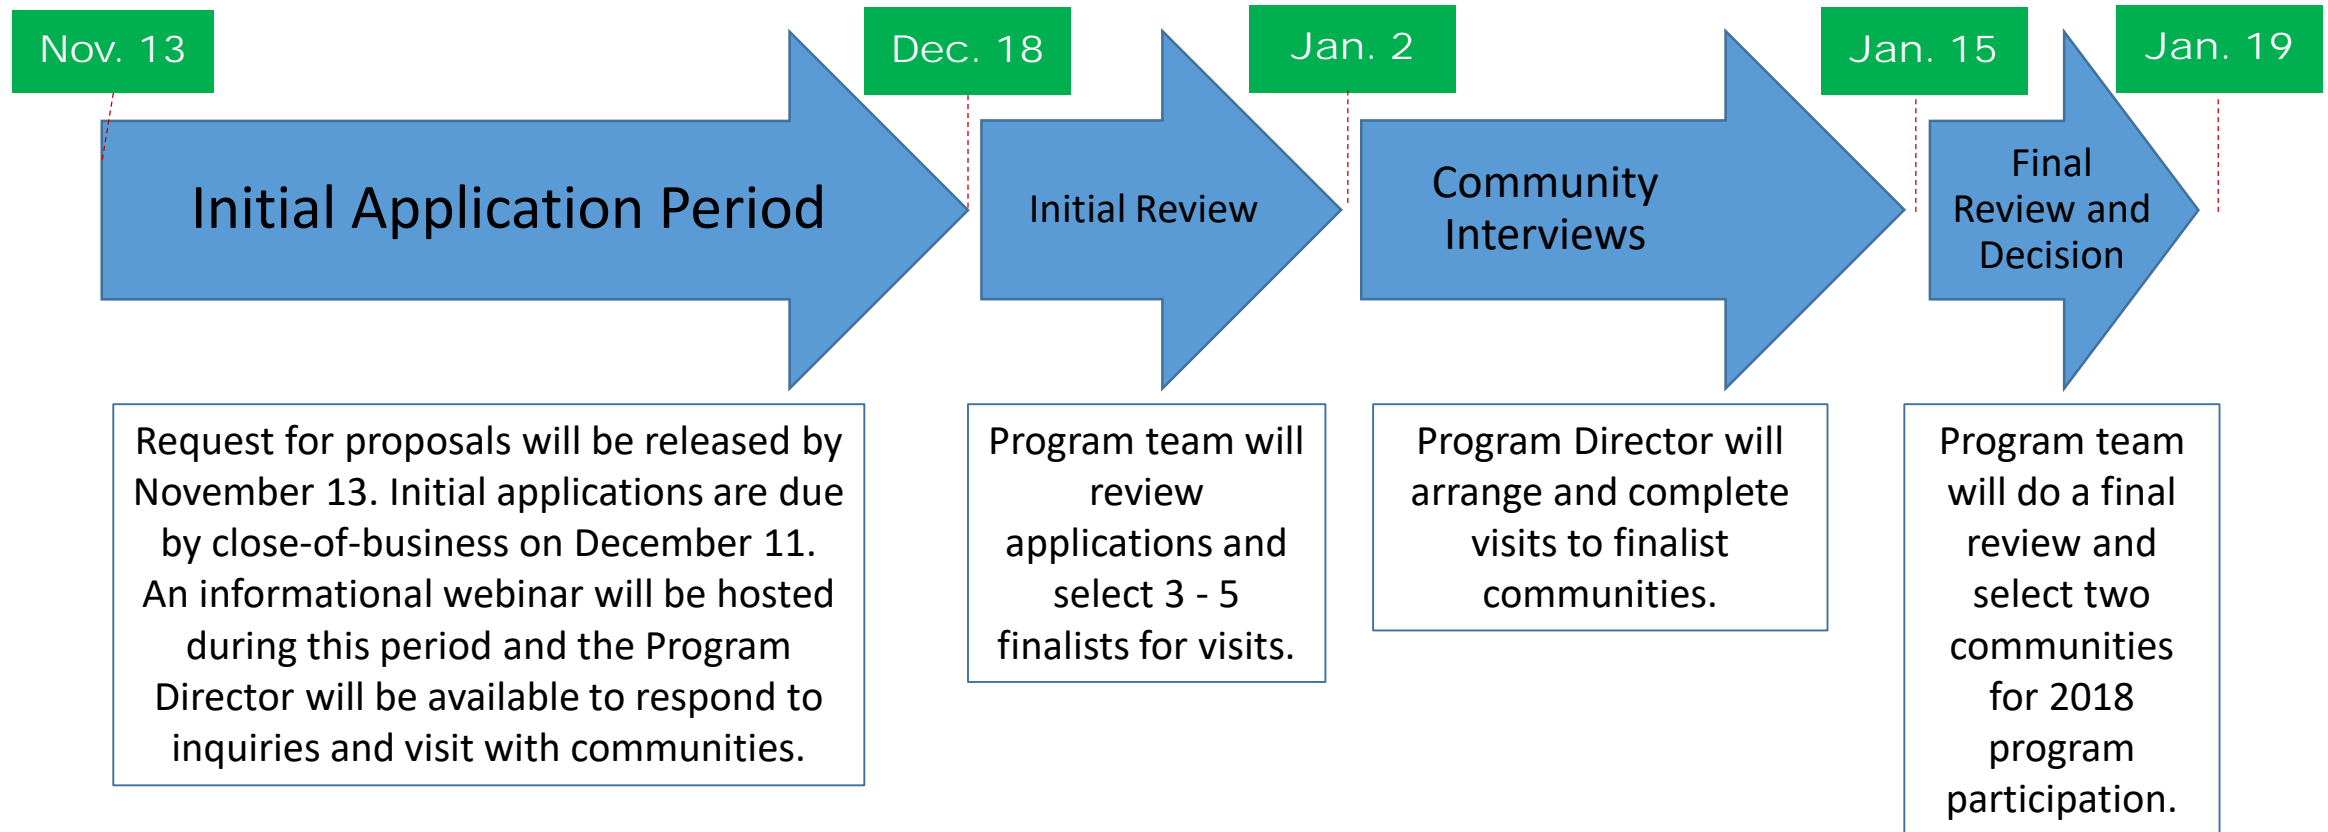 Nov. 13
Dec. 18
Jan. 2
Jan. 15
Jan. 19
Initial Application Period
Initial Review
Community
Interviews
Final
Review and
Decision
Request for proposals will be released by
November 13. Initial applications are due
by close-of-business on December 11.
An informational webinar will be hosted
during this period and the Program
Director will be available to respond to
inquiries and visit with communities.
Program team will
review
applications and
select 3 - 5
finalists for visits.
Program Director will
arrange and complete
visits to finalist
communities.
Program team
will do a final
review and
select two
communities
for 2018
program
participation.